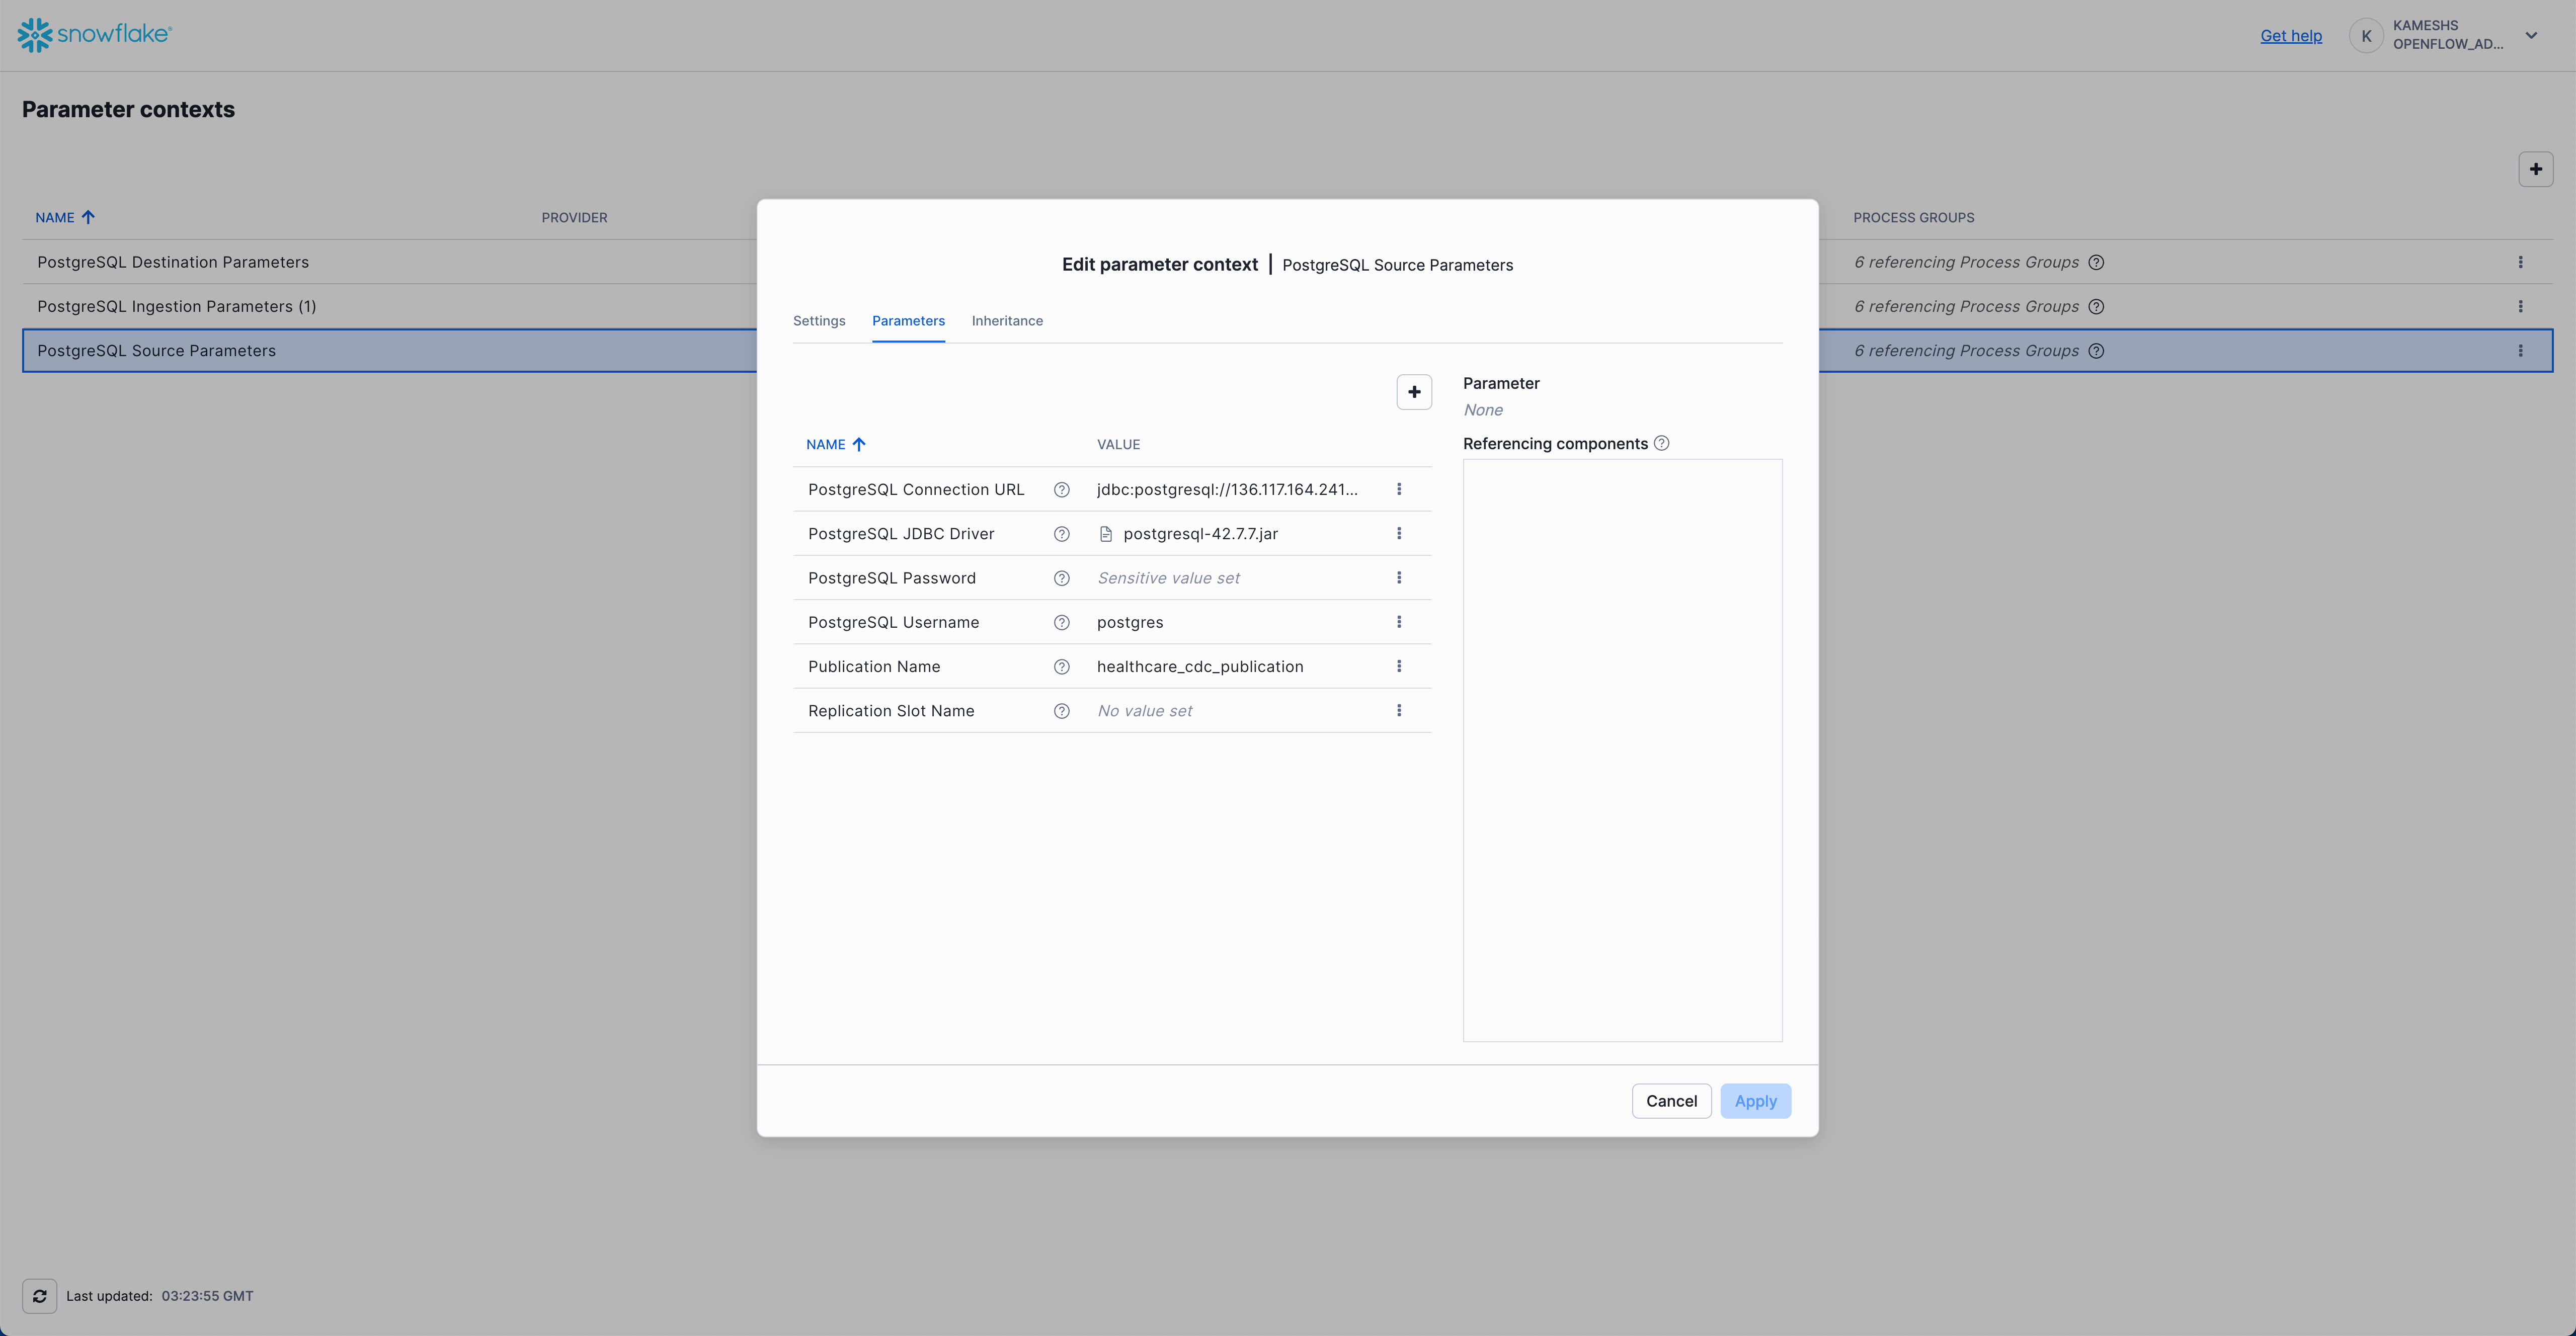 snowflake®
Get help
K
KAMESHS
OPENFLOW_AD...
Parameter contexts
NAME PROVIDER PROCESS GROUPS
PostgreSQL Destination Parameters 6 referencing Process Groups
PostgreSQL Ingestion Parameters (1) 6 referencing Process Groups
PostgreSQL Source Parameters 6 referencing Process Groups
Edit parameter context | PostgreSQL Source Parameters
Settings Parameters Inheritance
NAME VALUE
PostgreSQL Connection URL jdbc:postgresql://136.117.164.241...
PostgreSQL JDBC Driver postgresql-42.7.7.jar
PostgreSQL Password Sensitive value set
PostgreSQL Username postgres
Publication Name healthcare_cdc_publication
Replication Slot Name No value set
Parameter
None
Referencing components
Cancel Apply
Last updated: 03:23:55 GMT